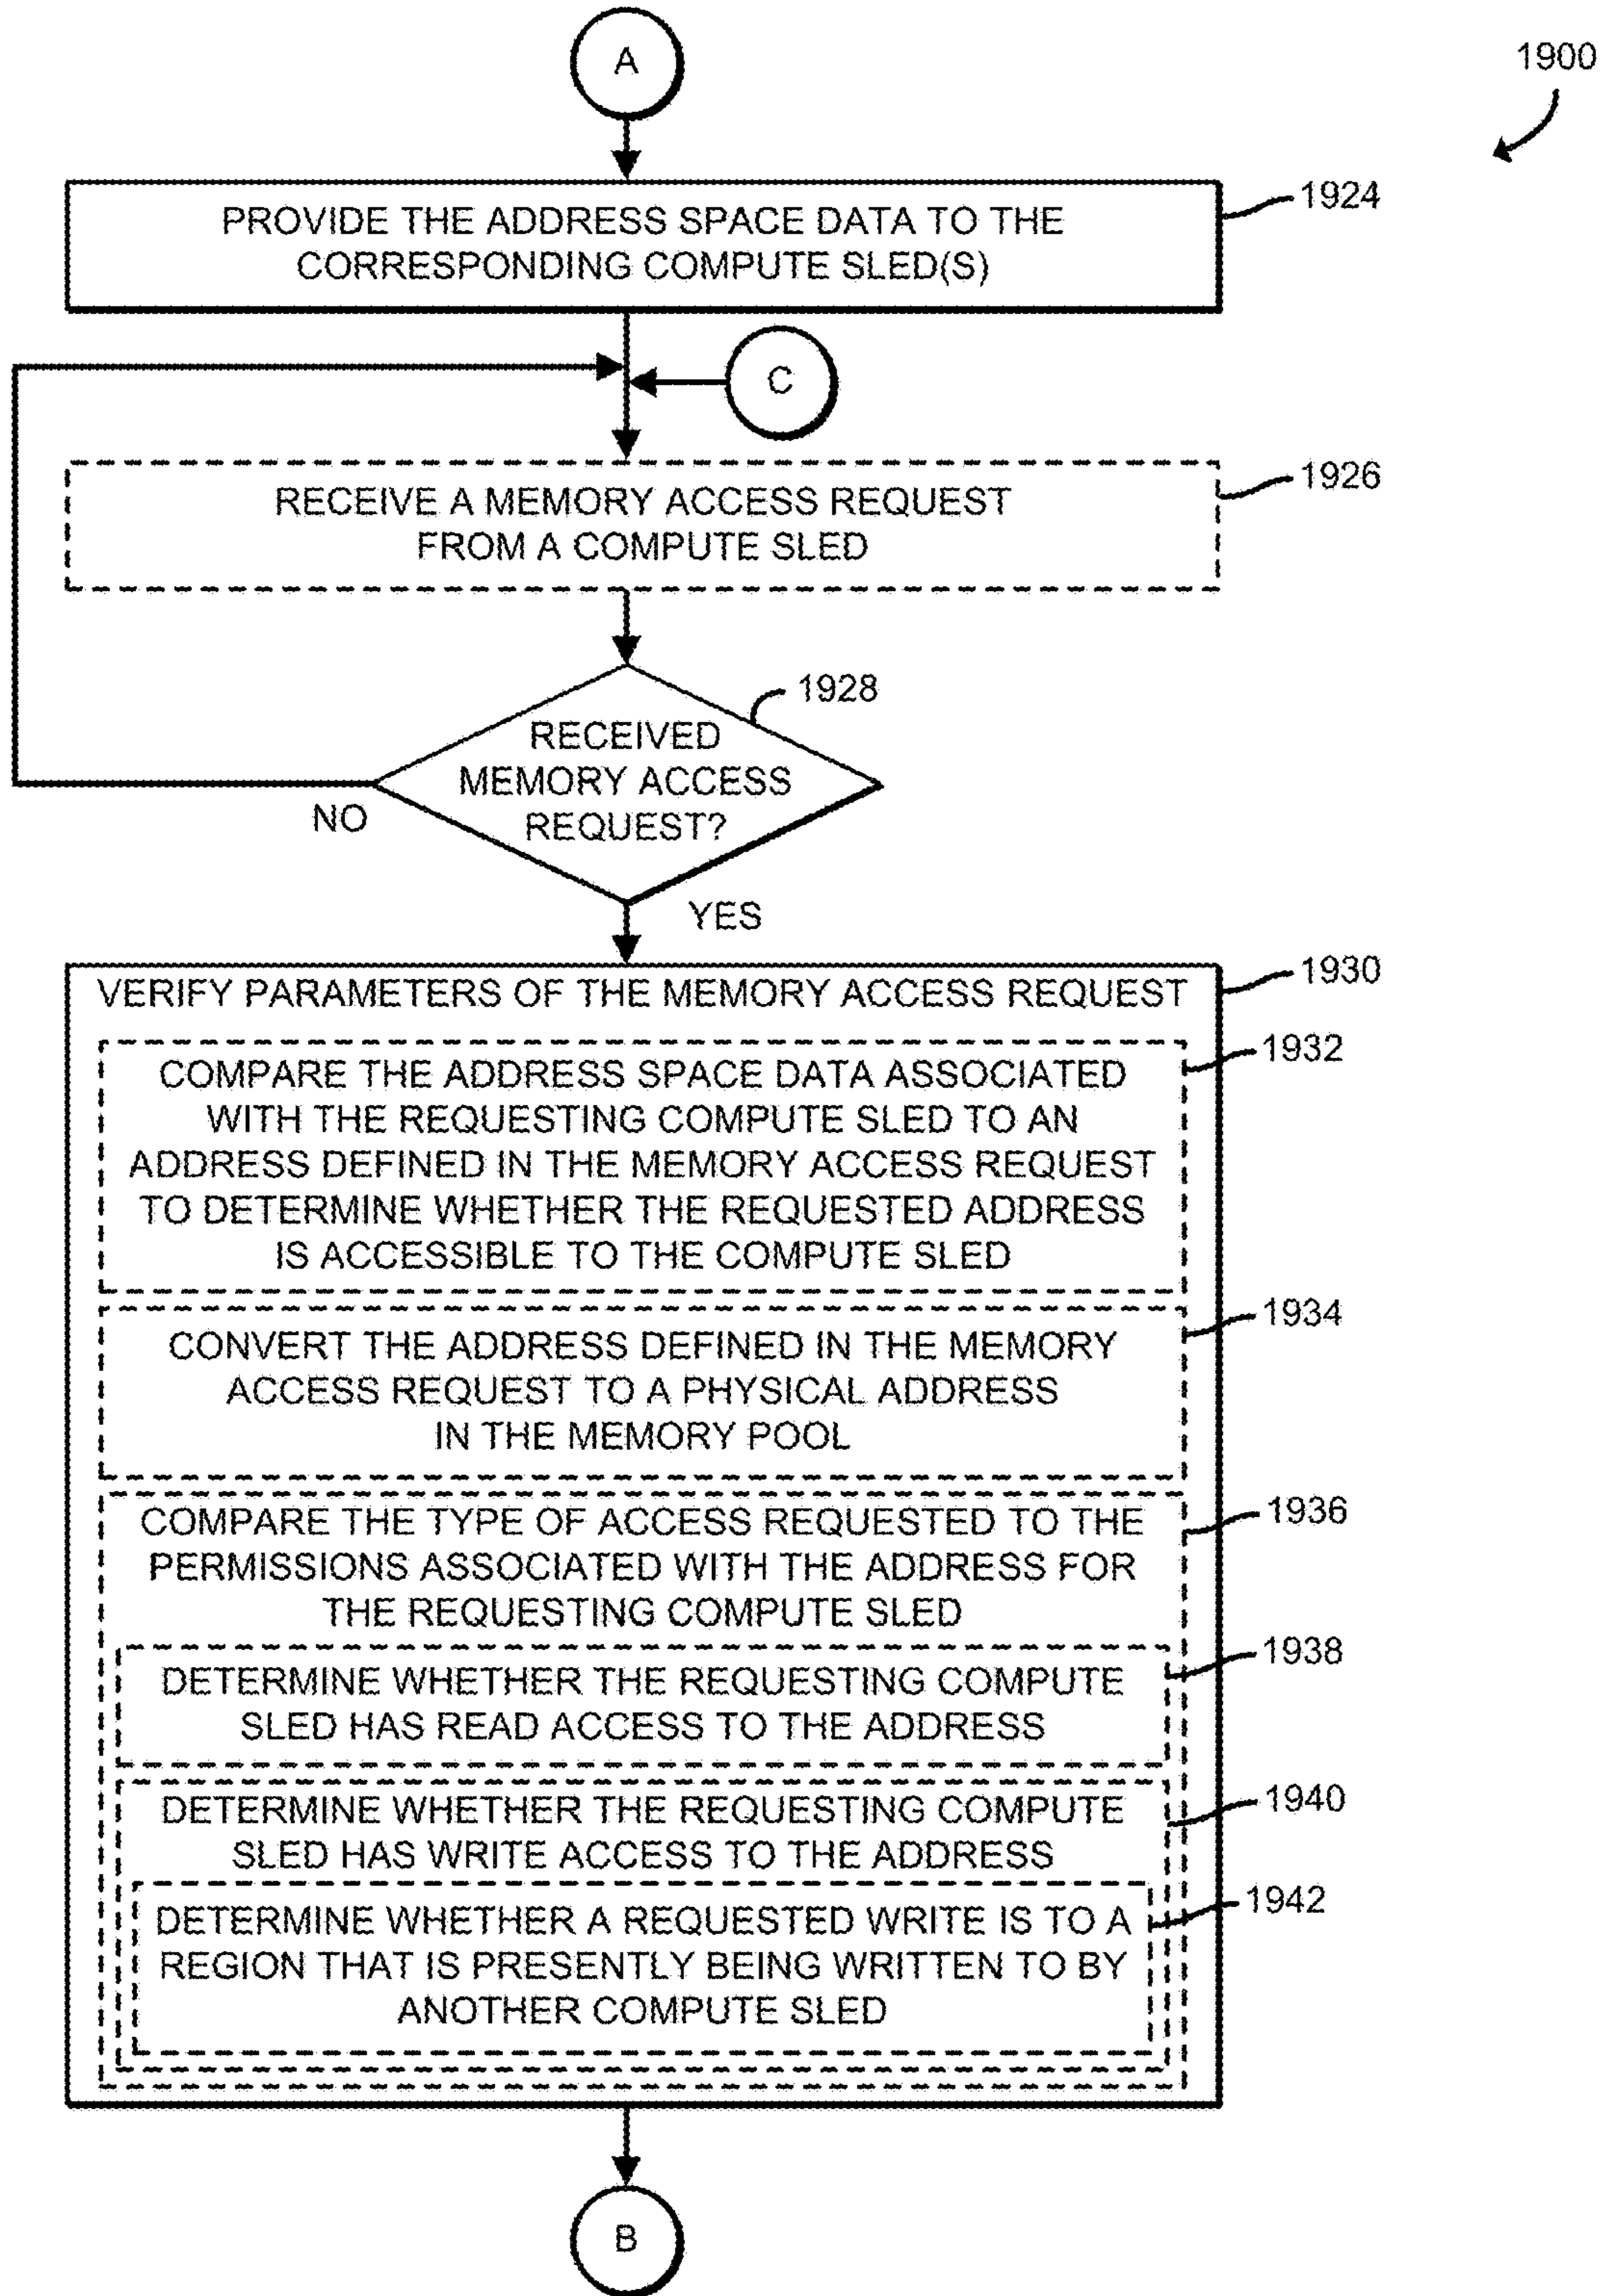 A
1900
PROVIDE THE ADDRESS SPACE DATA TO THE
CORRESPONDING COMPUTE SLED(S)
1924
C
RECEIVE A MEMORY ACCESS REQUEST
FROM A COMPUTE SLED
1926
1928
RECEIVED
MEMORY ACCESS
REQUEST?
NO
YES
VERIFY PARAMETERS OF THE MEMORY ACCESS REQUEST
1930
COMPARE THE ADDRESS SPACE DATA ASSOCIATED
WITH THE REQUESTING COMPUTE SLED TO AN
ADDRESS DEFINED IN THE MEMORY ACCESS REQUEST
TO DETERMINE WHETHER THE REQUESTED ADDRESS
IS ACCESSIBLE TO THE COMPUTE SLED
1932
CONVERT THE ADDRESS DEFINED IN THE MEMORY
ACCESS REQUEST TO A PHYSICAL ADDRESS
IN THE MEMORY POOL
1934
COMPARE THE TYPE OF ACCESS REQUESTED TO THE
PERMISSIONS ASSOCIATED WITH THE ADDRESS FOR
THE REQUESTING COMPUTE SLED
1936
DETERMINE WHETHER THE REQUESTING COMPUTE
SLED HAS READ ACCESS TO THE ADDRESS
1938
DETERMINE WHETHER THE REQUESTING COMPUTE
SLED HAS WRITE ACCESS TO THE ADDRESS
1940
DETERMINE WHETHER A REQUESTED WRITE IS TO A
REGION THAT IS PRESENTLY BEING WRITTEN TO BY
ANOTHER COMPUTE SLED
1942
B